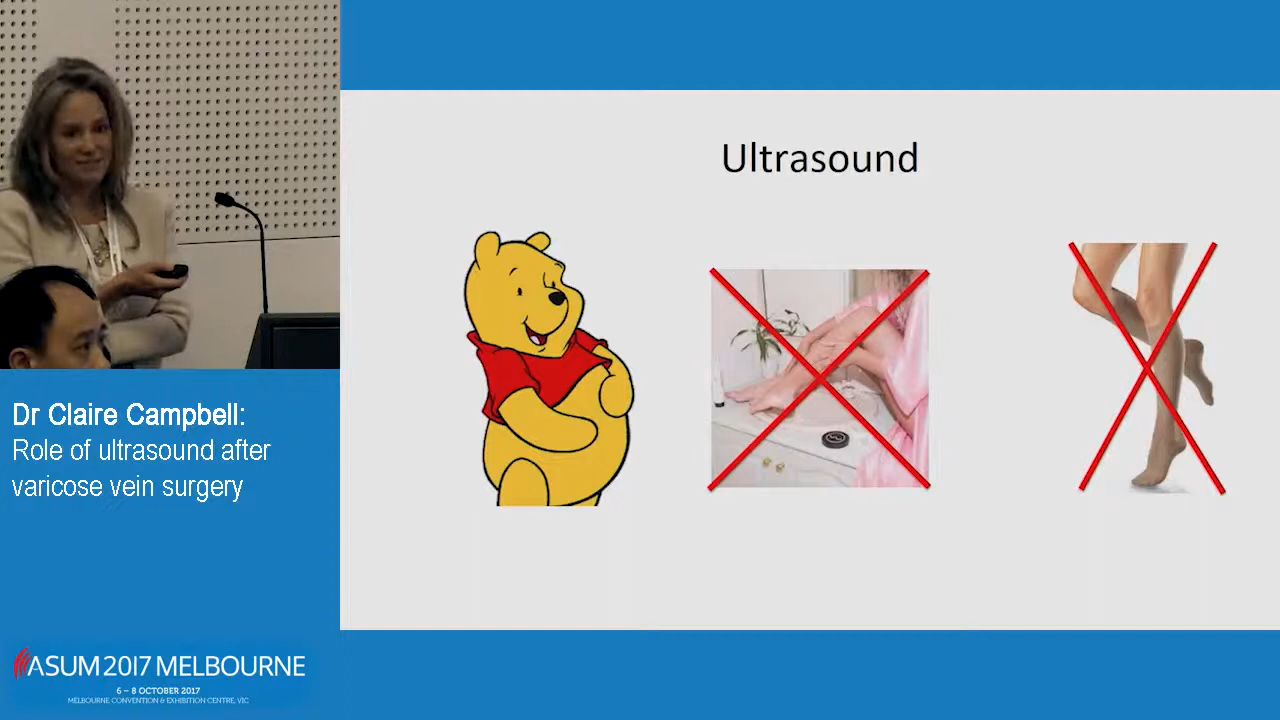 Ultrasound
Dr Claire Campbell:
Role of ultrasound after
varicose vein surgery
ASUM 2017 MELBOURNE
6 – 8 OCTOBER 2017
MELBOURNE CONVENTION & EXHIBITION CENTRE, VIC